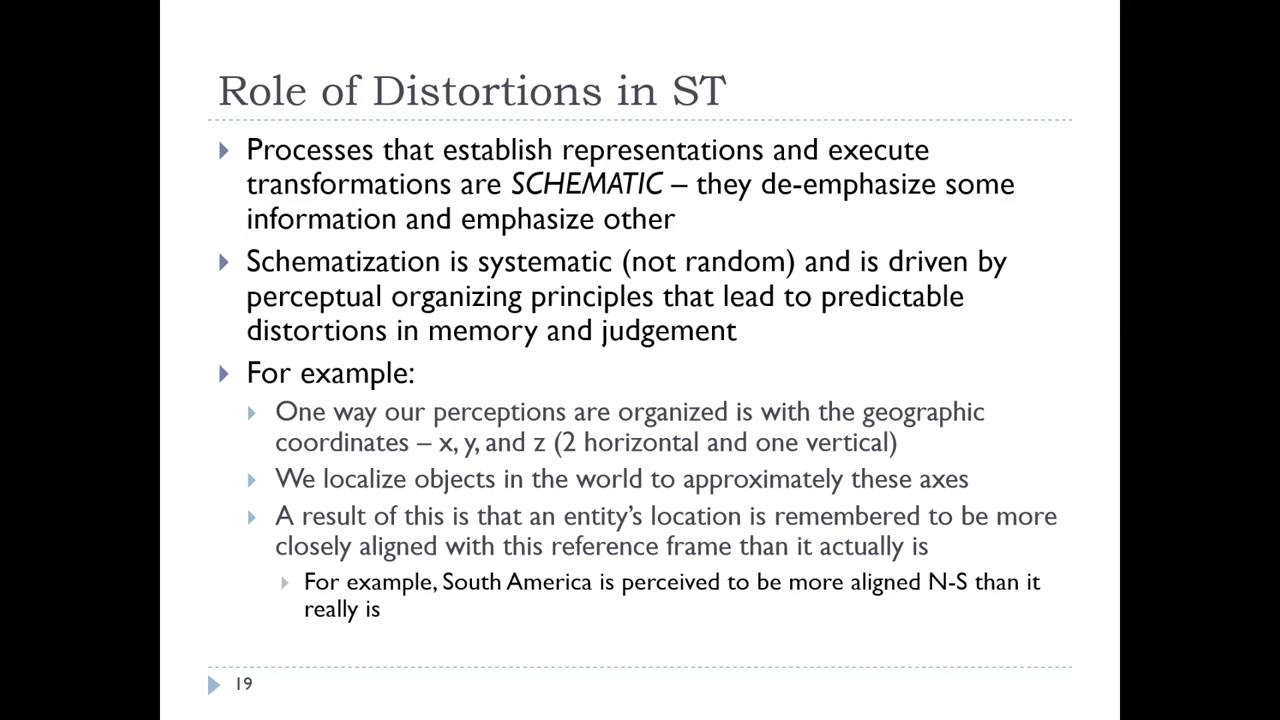 Role of Distortions in ST
Processes that establish representations and execute
transformations are SCHEMATIC – they de-emphasize some
information and emphasize other
Schematization is systematic (not random) and is driven by
perceptual organizing principles that lead to predictable
distortions in memory and judgement
For example:
One way our perceptions are organized is with the geographic
coordinates – x, y, and z (2 horizontal and one vertical)
We localize objects in the world to approximately these axes
A result of this is that an entity's location is remembered to be more
closely aligned with this reference frame than it actually is
For example, South America is perceived to be more aligned N-S than it
really is
19